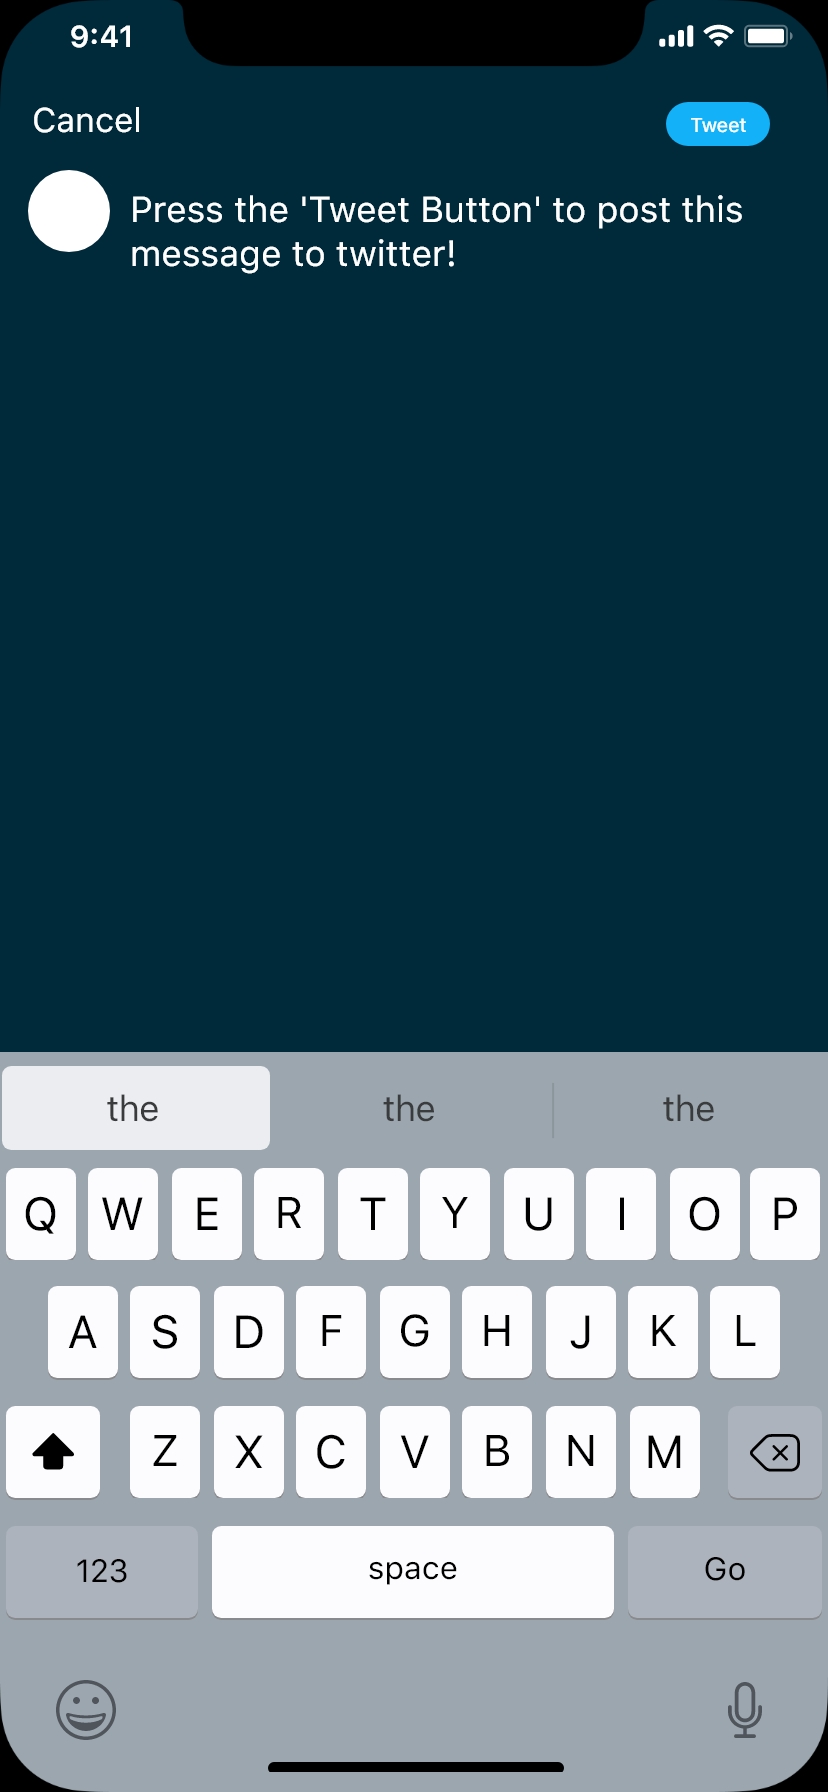 9:41
Cancel
Tweet
Press the 'Tweet Button' to post this
message to twitter!
the the the
Q W E R T Y U I O P
A S D F G H J K L
Z X C V B N M
123 space Go